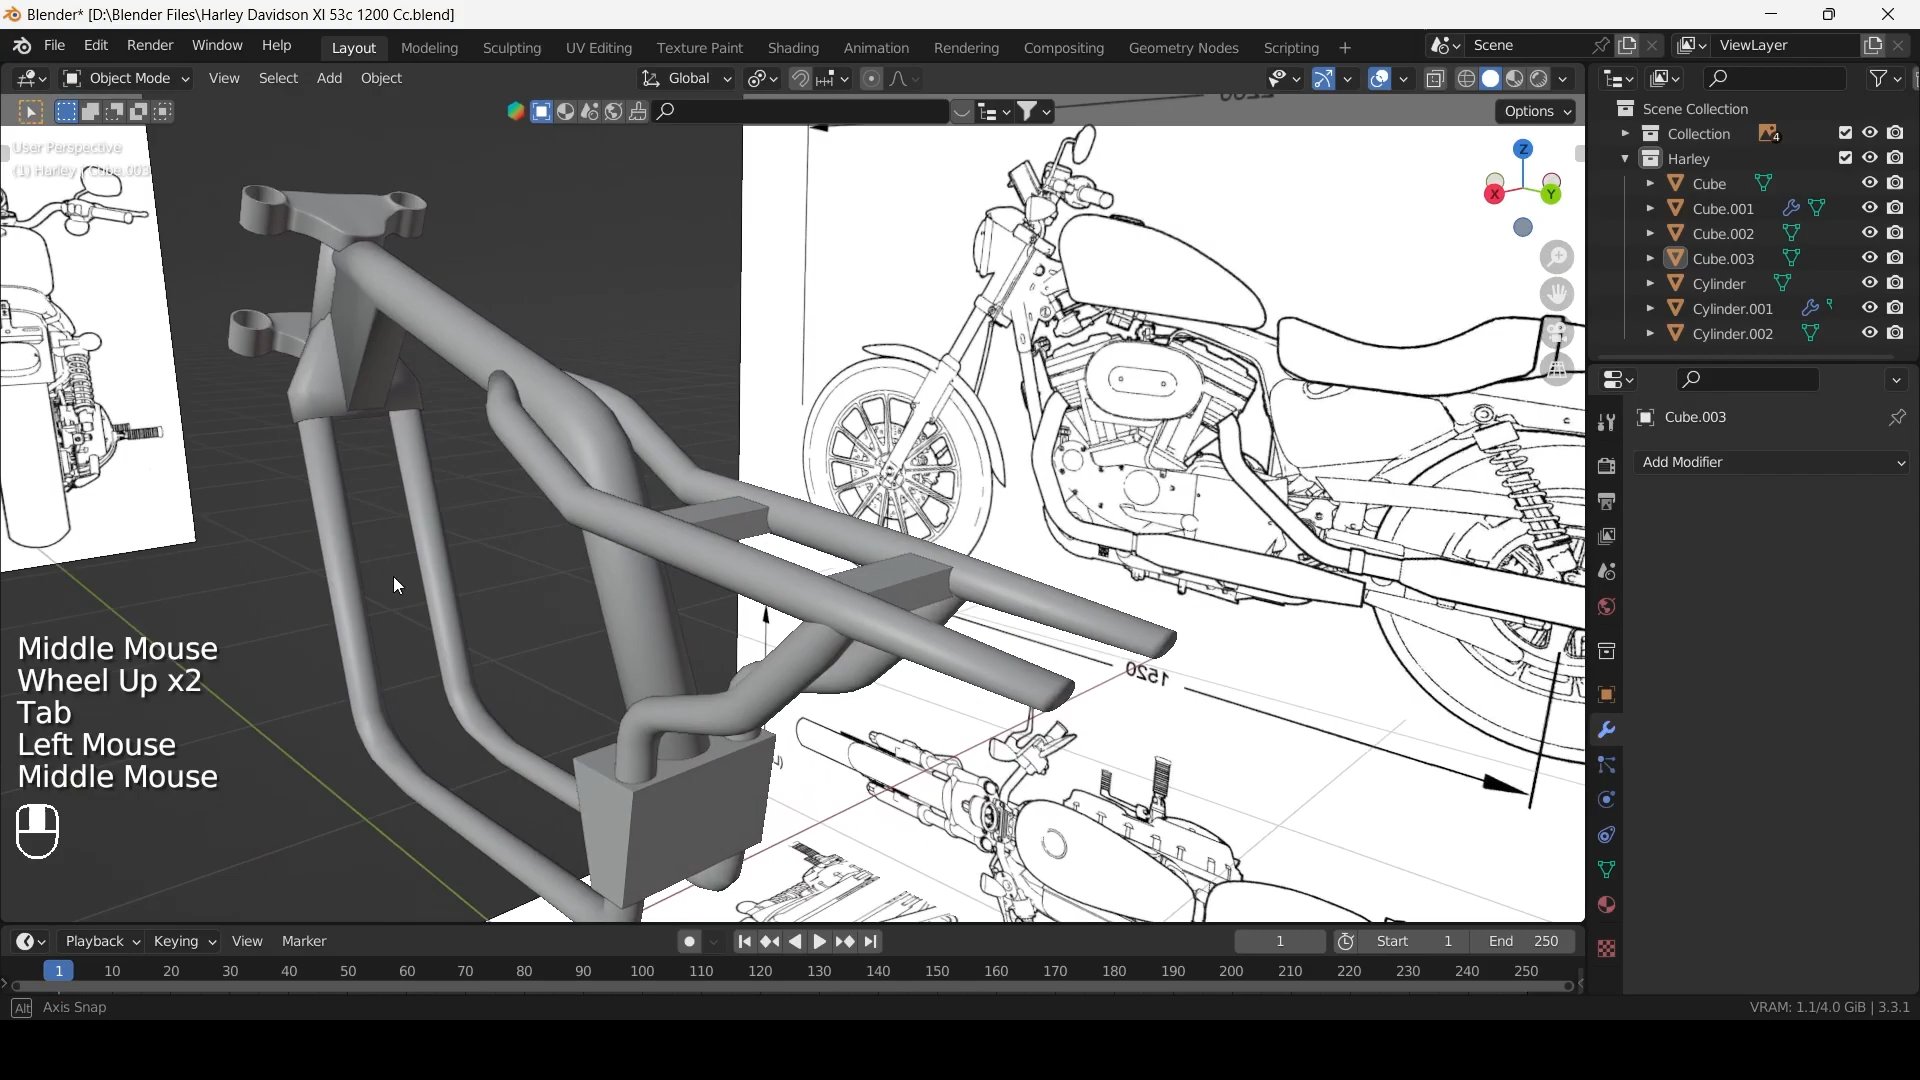 Blender* [D:\Blender Files\Harley Davidson Xl 53c 1200 Cc.blend]
File Edit Render Window Help
Layout Modeling Sculpting UV Editing Texture Paint Shading Animation Rendering Compositing Geometry Nodes Scripting +
Scene ViewLayer
Object Mode View Select Add Object
Global
Options
User Perspective
(1) Harley | Cube.003
Z
X
Y
Scene Collection
Collection 4
Harley
Cube
Cube.001
Cube.002
Cube.003
Cylinder
Cylinder.001
Cylinder.002
Cube.003
Add Modifier
1520
Middle Mouse
Wheel Up x2
Tab
Left Mouse
Middle Mouse
Playback Keying View Marker
1 Start 1 End 250
1 10 20 30 40 50 60 70 80 90 100 110 120 130 140 150 160 170 180 190 200 210 220 230 240 250
Alt Axis Snap
VRAM: 1.1/4.0 GiB | 3.3.1